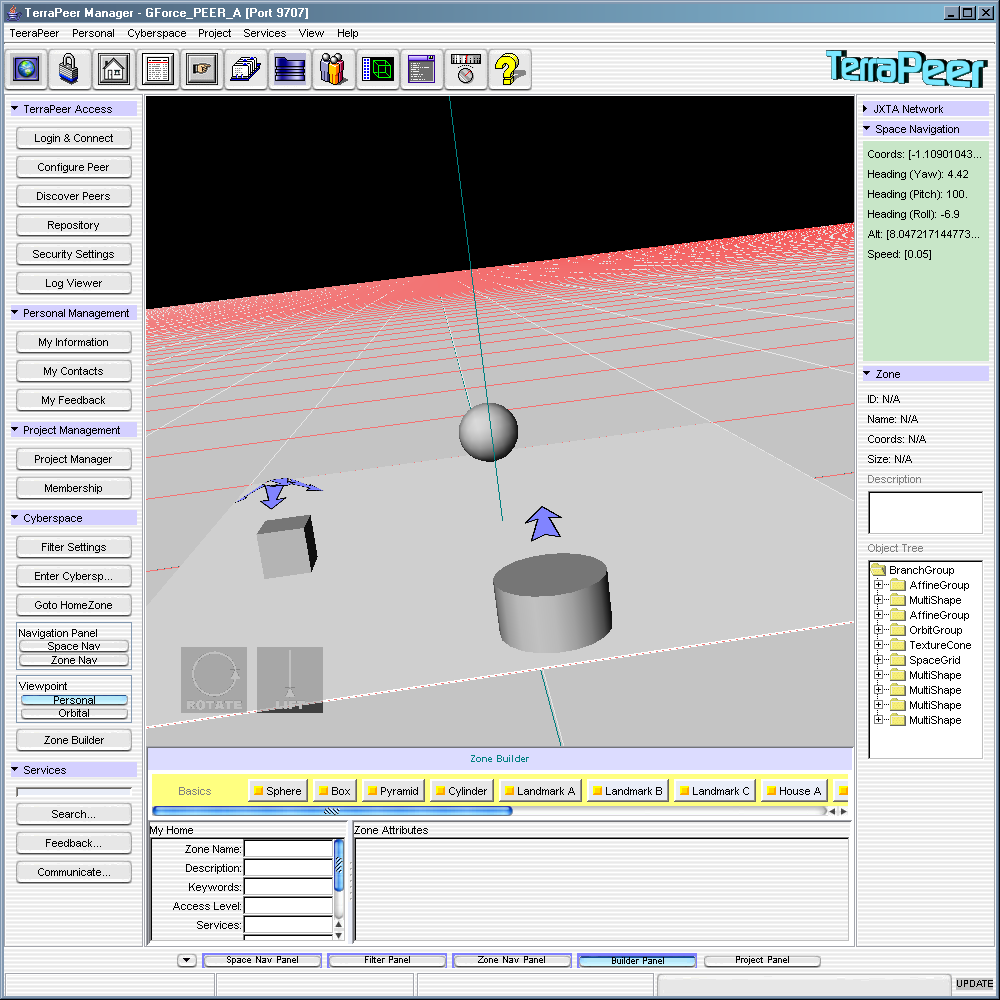 TerraPeer Manager - GForce_PEER_A [Port 9707]
TeeraPeer Personal Cyberspace Project Services View Help
TerraPeer
TerraPeer Access
Login & Connect
Configure Peer
Discover Peers
Repository
Security Settings
Log Viewer
Personal Management
My Information
My Contacts
My Feedback
Project Management
Project Manager
Membership
Cyberspace
Filter Settings
Enter Cybersp...
Goto HomeZone
Navigation Panel
Space Nav
Zone Nav
Viewpoint
Personal
Orbital
Zone Builder
Services
Search...
Feedback...
Communicate...
ROTATE LIFT
Zone Builder
Basics Sphere Box Pyramid Cylinder Landmark A Landmark B Landmark C House A
My Home
Zone Name:
Description:
Keywords:
Access Level:
Services:
Zone Attributes
JXTA Network
Space Navigation
Coords: [-1.10901043...
Heading (Yaw): 4.42
Heading (Pitch): 100.
Heading (Roll): -6.9
Alt: [8.047217144773...
Speed: [0.05]
Zone
ID: N/A
Name: N/A
Coords: N/A
Size: N/A
Description
Object Tree
BranchGroup
AffineGroup
MultiShape
AffineGroup
OrbitGroup
TextureCone
SpaceGrid
MultiShape
MultiShape
MultiShape
MultiShape
Space Nav Panel Filter Panel Zone Nav Panel Builder Panel Project Panel
UPDATE